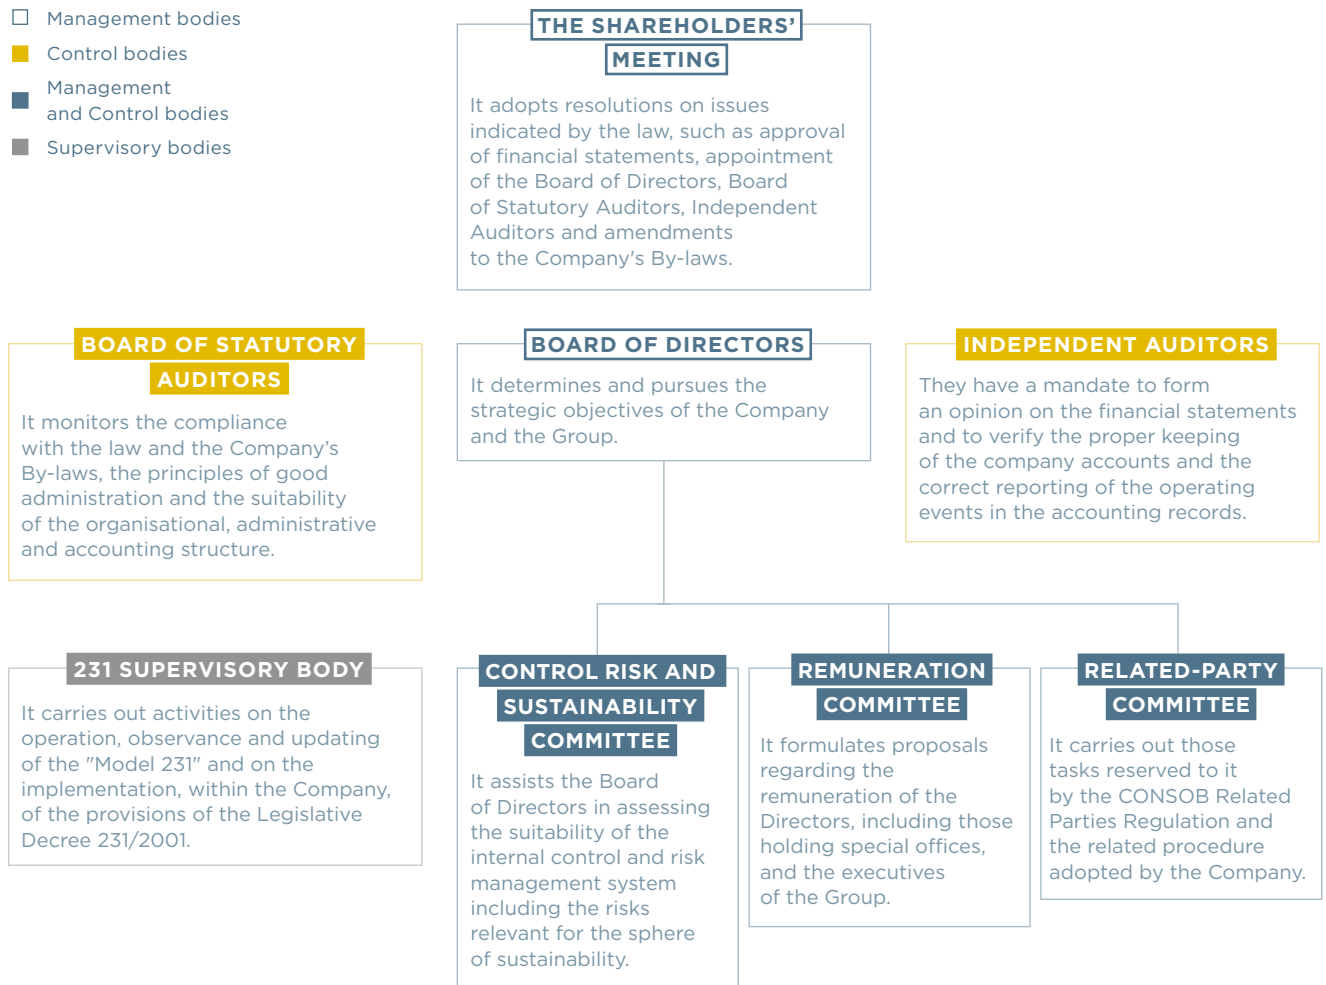 Management bodies
Control bodies
Management
and Control bodies
Supervisory bodies
THE SHAREHOLDERS’
MEETING
It adopts resolutions on issues
indicated by the law, such as approval
of financial statements, appointment
of the Board of Directors, Board
of Statutory Auditors, Independent
Auditors and amendments
to the Company's By-laws.
BOARD OF STATUTORY
AUDITORS
It monitors the compliance
with the law and the Company’s
By-laws, the principles of good
administration and the suitability
of the organisational, administrative
and accounting structure.
BOARD OF DIRECTORS
It determines and pursues the
strategic objectives of the Company
and the Group.
INDEPENDENT AUDITORS
They have a mandate to form
an opinion on the financial statements
and to verify the proper keeping
of the company accounts and the
correct reporting of the operating
events in the accounting records.
231 SUPERVISORY BODY
It carries out activities on the
operation, observance and updating
of the "Model 231" and on the
implementation, within the Company,
of the provisions of the Legislative
Decree 231/2001.
CONTROL RISK AND
SUSTAINABILITY
COMMITTEE
It assists the Board
of Directors in assessing
the suitability of the
internal control and risk
management system
including the risks
relevant for the sphere
of sustainability.
REMUNERATION
COMMITTEE
It formulates proposals
regarding the
remuneration of the
Directors, including those
holding special offices,
and the executives
of the Group.
RELATED-PARTY
COMMITTEE
It carries out those
tasks reserved to it
by the CONSOB Related
Parties Regulation and
the related procedure
adopted by the Company.